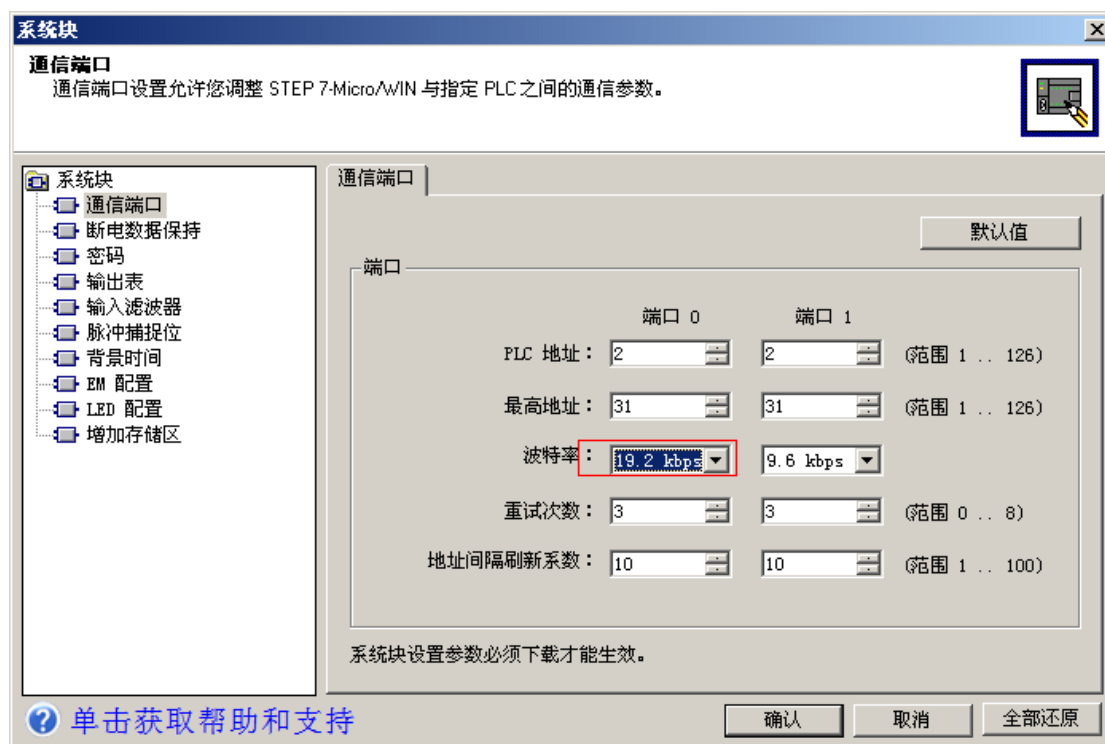 系统块
通信端口
通信端口设置允许您调整 STEP 7-Micro/WIN 与指定 PLC 之间的通信参数。
系统块
通信端口
断电数据保持
密码
输出表
输入滤波器
脉冲捕捉位
背景时间
EM 配置
LED 配置
增加存储区
通信端口
默认值
端口
端口 0 端口 1
PLC 地址： 2 2 (范围 1 .. 126)
最高地址： 31 31 (范围 1 .. 126)
波特率： 19.2 kbps 9.6 kbps
重试次数： 3 3 (范围 0 .. 8)
地址间隔刷新系数： 10 10 (范围 1 .. 100)
系统块设置参数必须下载才能生效。
单击获取帮助和支持
确认 取消 全部还原